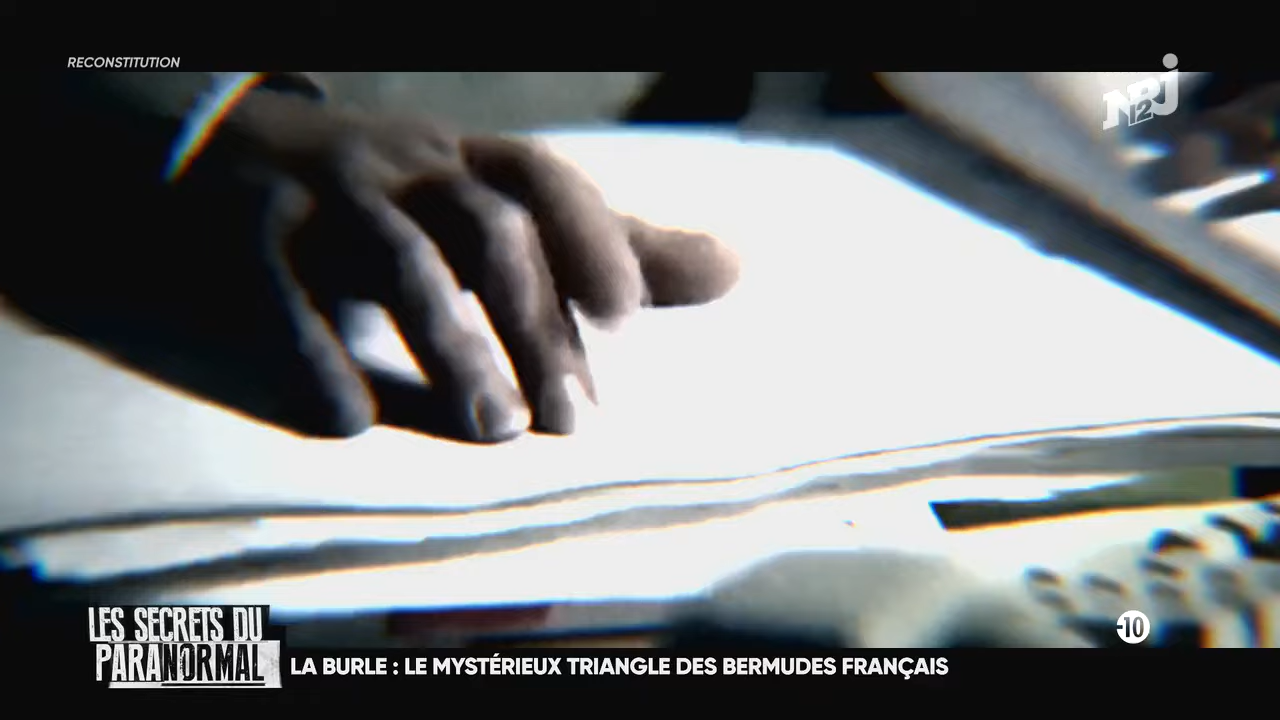 RECONSTITUTION
NRJ
12
-10
LES SECRETS DU
PARANORMAL
LA BURLE : LE MYSTÉRIEUX TRIANGLE DES BERMUDES FRANÇAIS